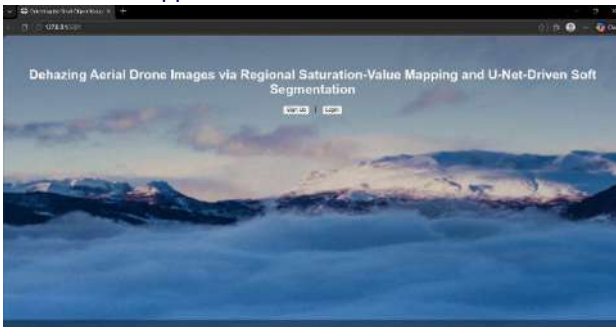 Dehazing Aerial Drone Images via Regional Saturation-Value Mapping and U-Net-Driven Soft
Segmentation
Sign Up | Login